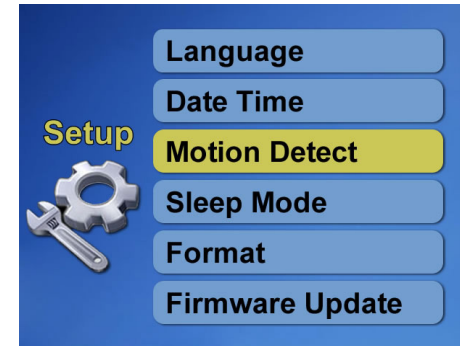 Setup
Language
Date Time
Motion Detect
Sleep Mode
Format
Firmware Update